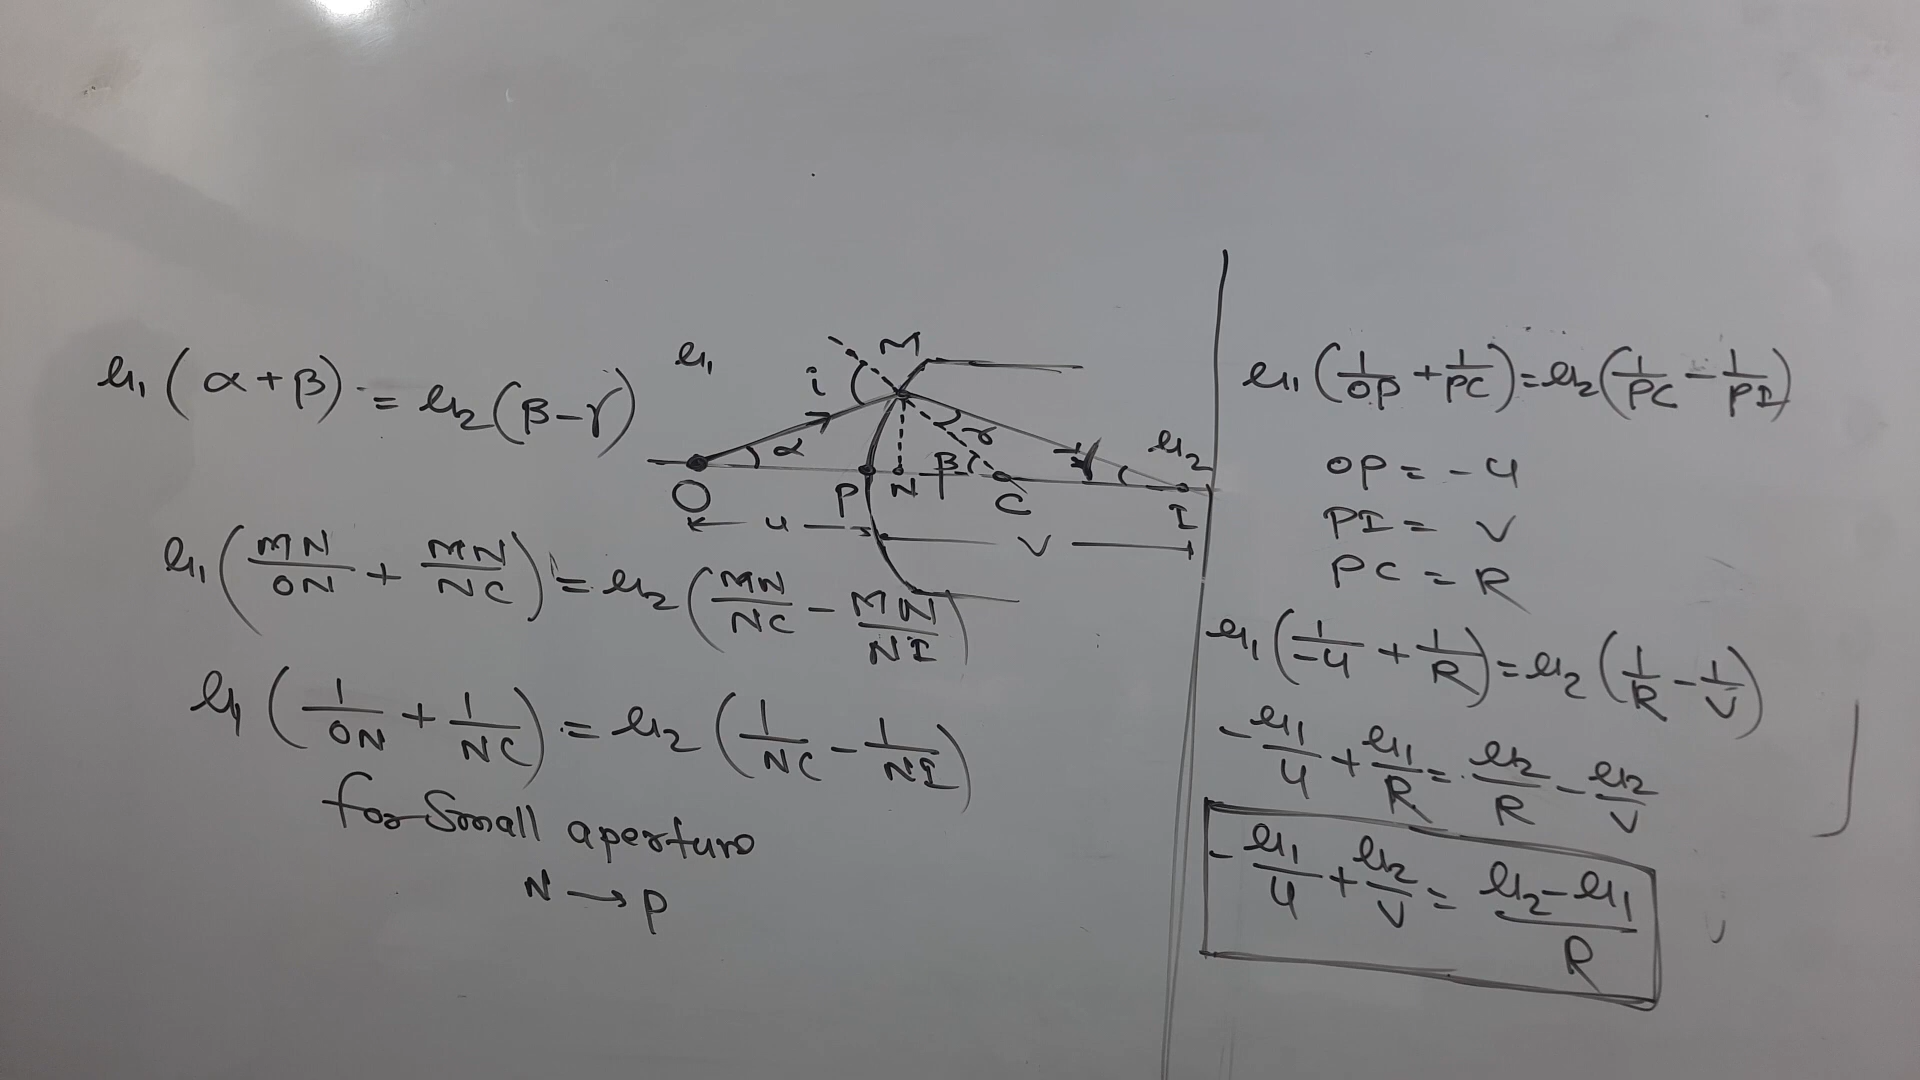 μ₁ (α + β) = μ₂ (β - γ)
μ₁
M
i
α
r
β
μ₂
O
P
N
C
I
u
v
μ₁ (MN/ON + MN/NC) = μ₂ (MN/NC - MN/NI)
μ₁ (1/ON + 1/NC) = μ₂ (1/NC - 1/NI)
for Small aperture
N → P
μ₁ (1/OP + 1/PC) = μ₂ (1/PC - 1/PI)
OP = -u
PI = v
PC = R
μ₁ (1/-u + 1/R) = μ₂ (1/R - 1/v)
-μ₁/u + μ₁/R = μ₂/R - μ₂/v
-μ₁/u + μ₂/v = μ₂-μ₁/R